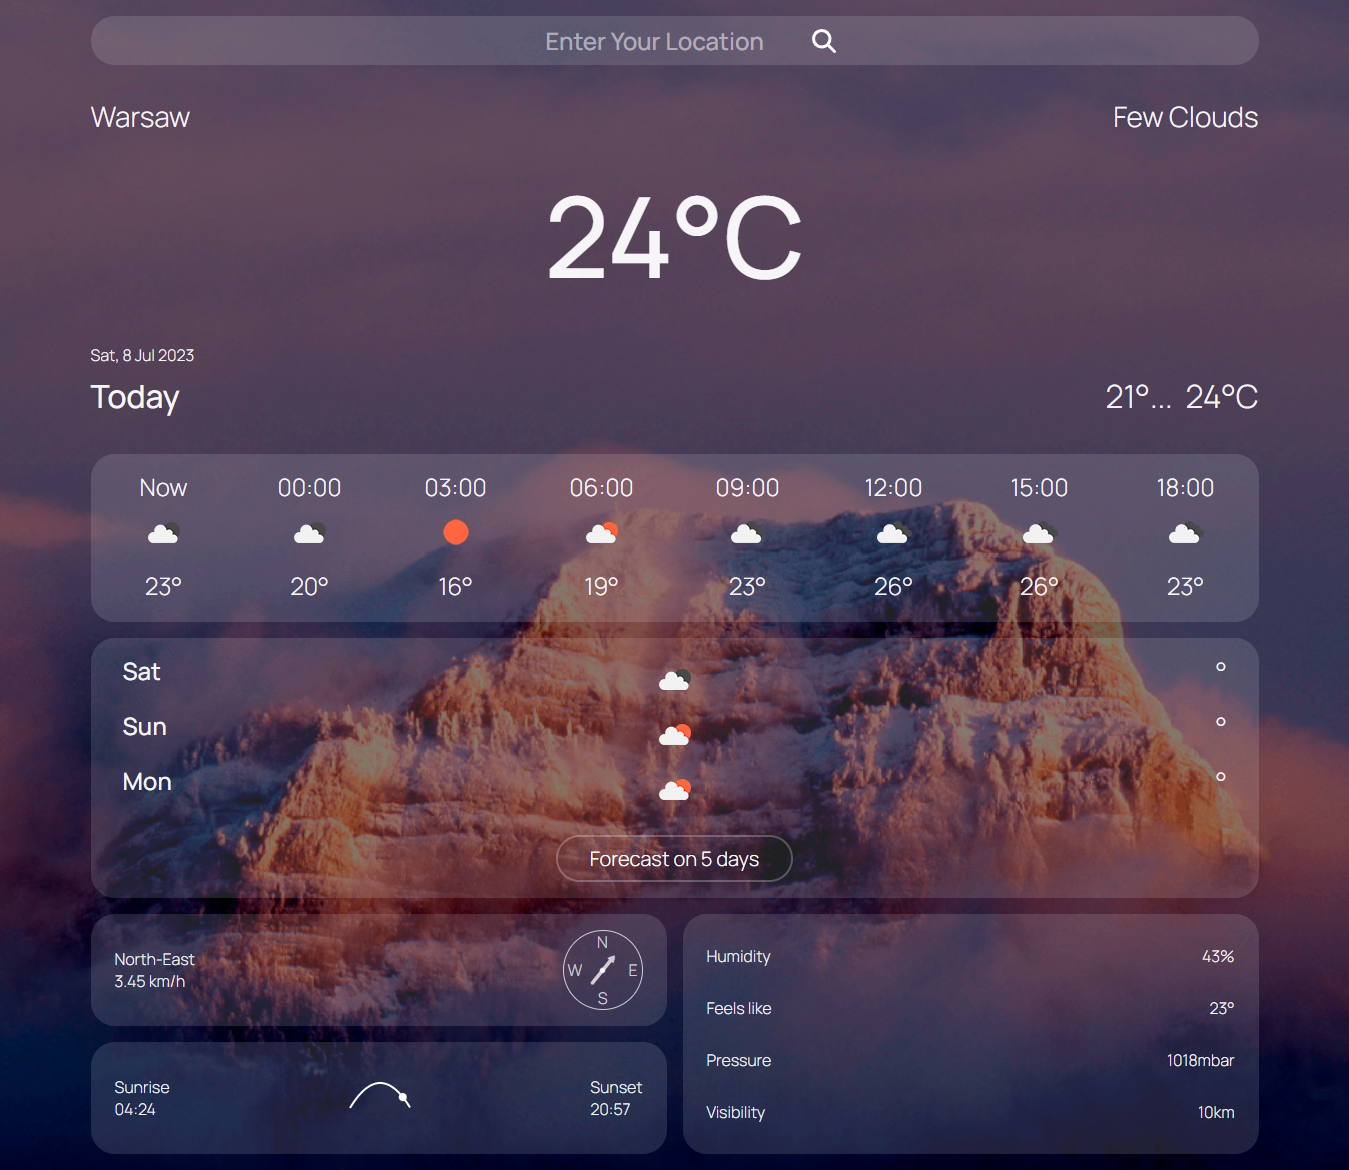 Enter Your Location
Warsaw
Few Clouds
24°C
Sat, 8 Jul 2023
Today
21°... 24°C
Now 00:00 03:00 06:00 09:00 12:00 15:00 18:00
23° 20° 16° 19° 23° 26° 26° 23°
Sat °
Sun °
Mon °
Forecast on 5 days
North-East
3.45 km/h
N
W E
S
Humidity 43%
Feels like 23°
Pressure 1018mbar
Visibility 10km
Sunrise
04:24
Sunset
20:57